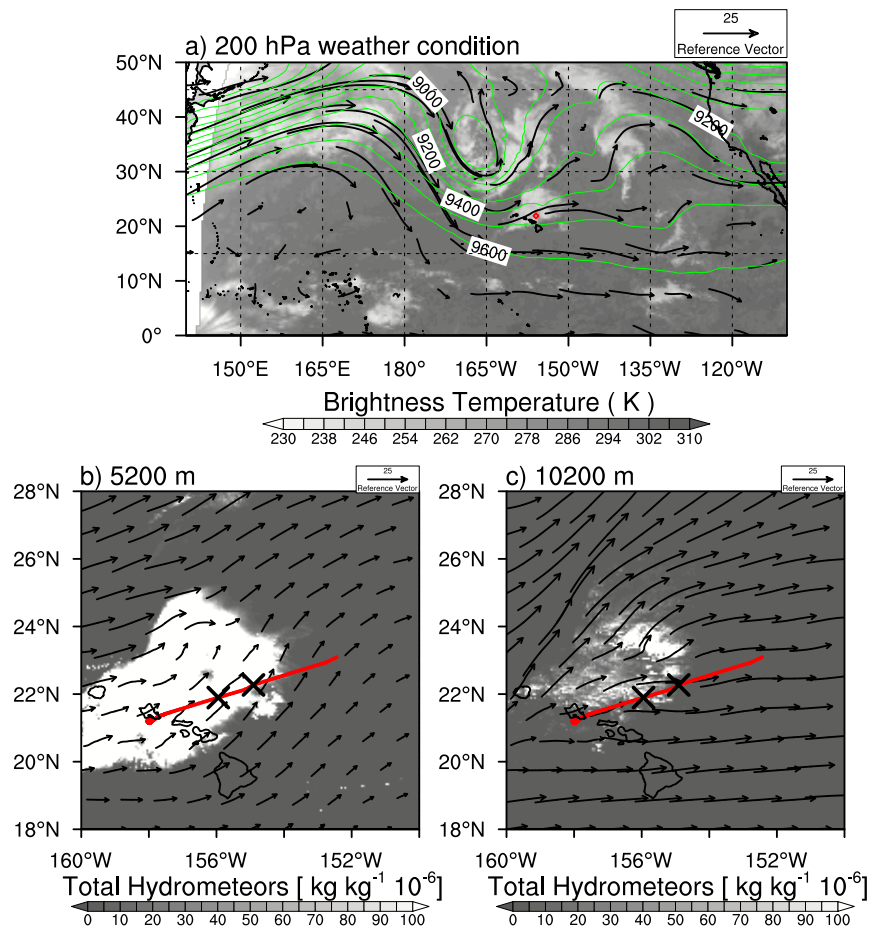 25
Reference Vector
a) 200 hPa weather condition
50°N
40°N
30°N
20°N
10°N
0°
9000
9200
9200
9400
9600
150°E 165°E 180° 165°W 150°W 135°W 120°W
Brightness Temperature ( K )
230 238 246 254 262 270 278 286 294 302 310
b) 5200 m
25
Reference Vector
28°N
26°N
24°N
22°N
20°N
18°N
160°W 156°W 152°W
Total Hydrometeors [ kg kg⁻¹ 10⁻⁶]
0 10 20 30 40 50 60 70 80 90 100
c) 10200 m
25
Reference Vector
28°N
26°N
24°N
22°N
20°N
18°N
160°W 156°W 152°W
Total Hydrometeors [ kg kg⁻¹ 10⁻⁶]
0 10 20 30 40 50 60 70 80 90 100